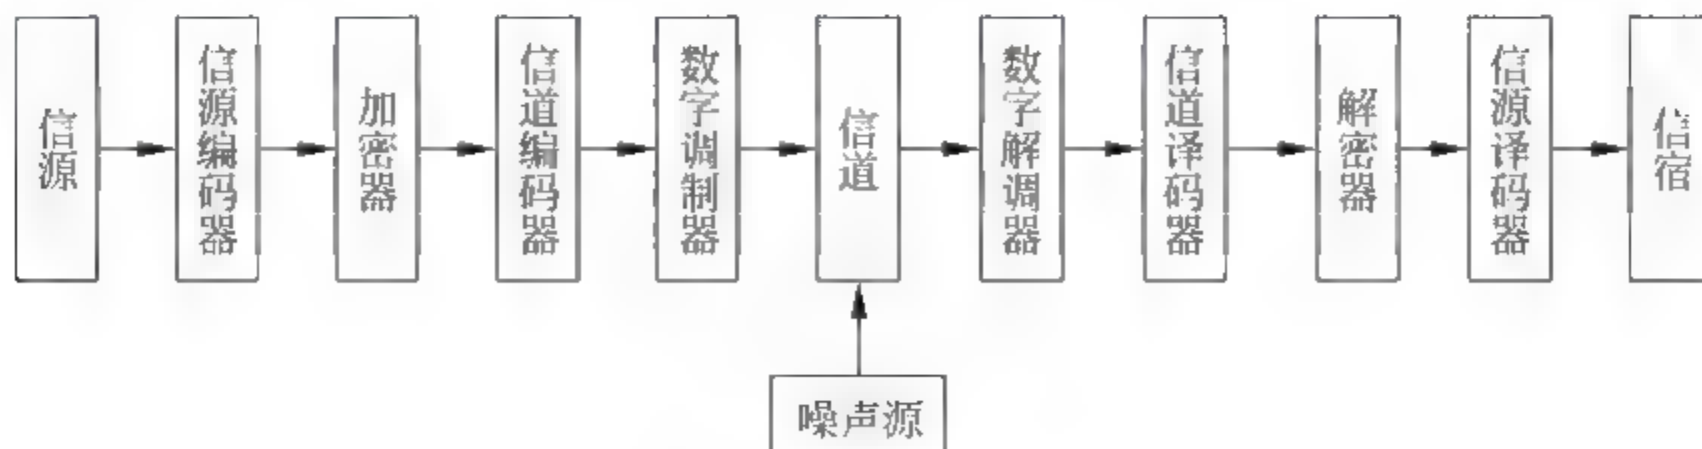 信源
信源编码器
加密器
信道编码器
数字调制器
信道
数字解调器
信道译码器
解密器
信源译码器
信宿
噪声源